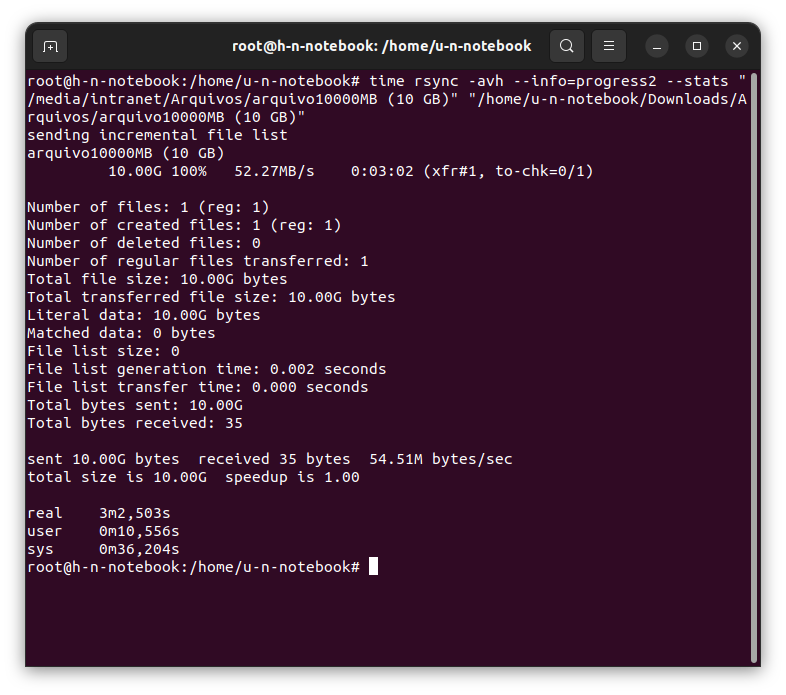 root@h-n-notebook: /home/u-n-notebook
root@h-n-notebook:/home/u-n-notebook# time rsync -avh --info=progress2 --stats "
/media/intranet/Arquivos/arquivo10000MB (10 GB)" "/home/u-n-notebook/Downloads/A
rquivos/arquivo10000MB (10 GB)"
sending incremental file list
arquivo10000MB (10 GB)
         10.00G 100%   52.27MB/s    0:03:02 (xfr#1, to-chk=0/1)
Number of files: 1 (reg: 1)
Number of created files: 1 (reg: 1)
Number of deleted files: 0
Number of regular files transferred: 1
Total file size: 10.00G bytes
Total transferred file size: 10.00G bytes
Literal data: 10.00G bytes
Matched data: 0 bytes
File list size: 0
File list generation time: 0.002 seconds
File list transfer time: 0.000 seconds
Total bytes sent: 10.00G
Total bytes received: 35
sent 10.00G bytes  received 35 bytes  54.51M bytes/sec
total size is 10.00G  speedup is 1.00
real    3m2,503s
user    0m10,556s
sys     0m36,204s
root@h-n-notebook:/home/u-n-notebook#